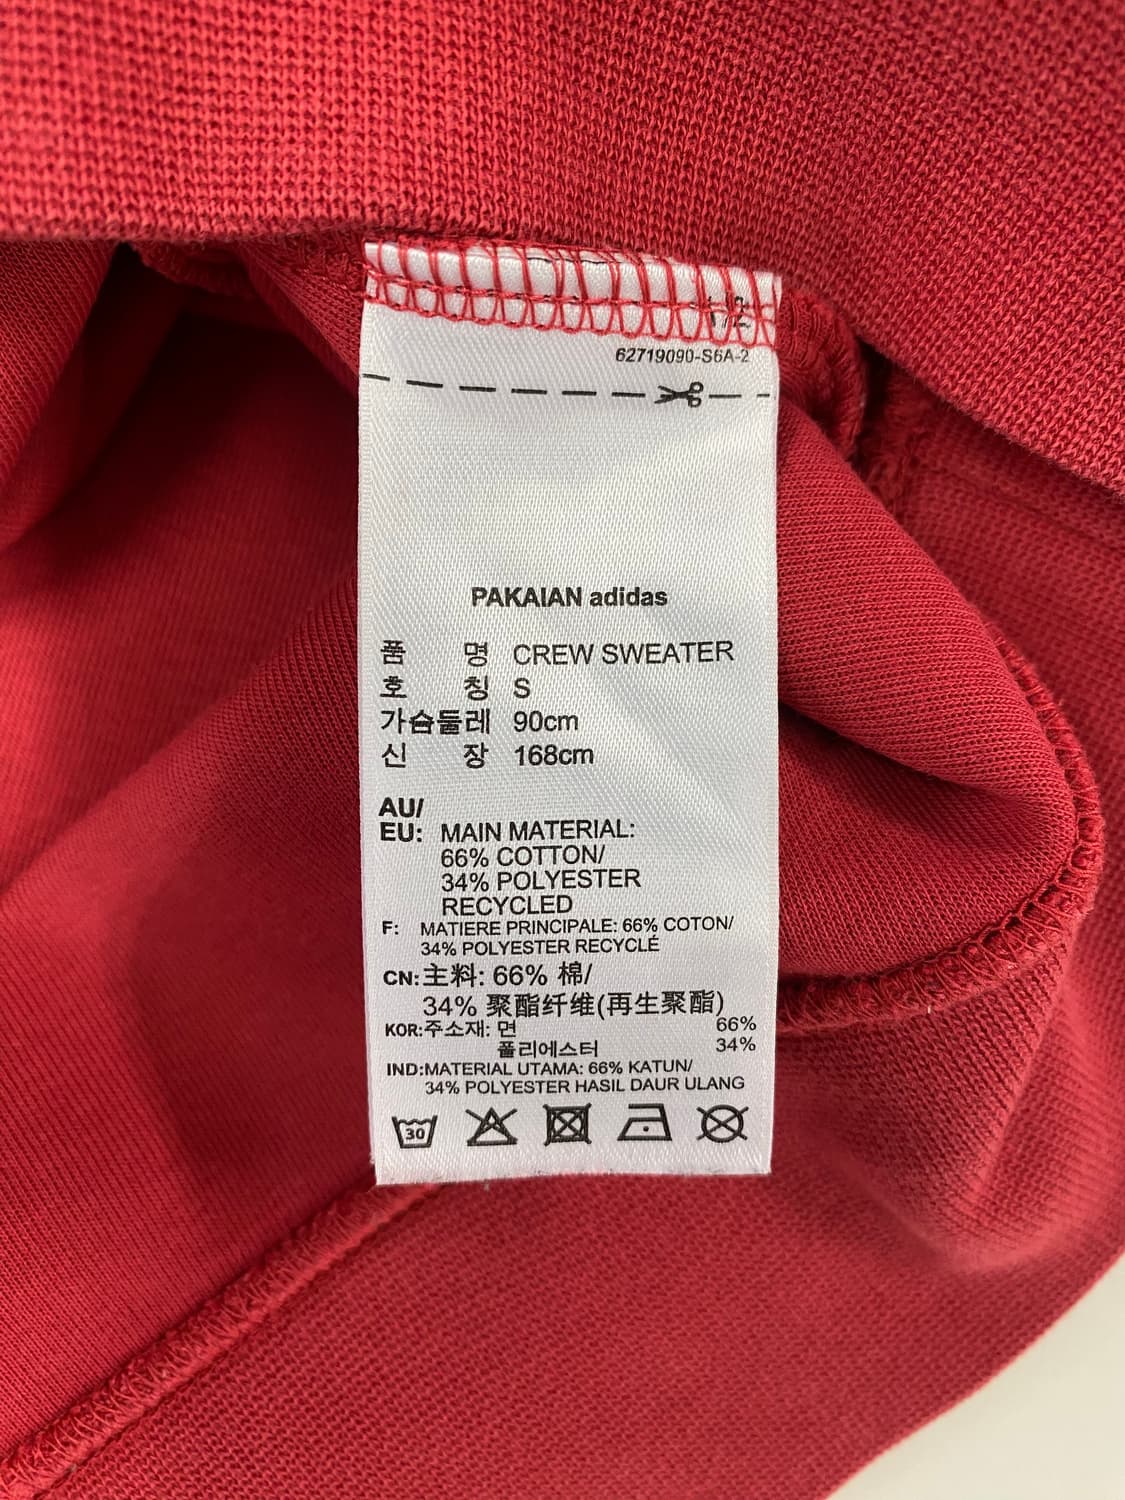 1/2
62719090-S6A-2
PAKAIAN adidas
품 명 CREW SWEATER
호 칭 S
가슴둘레 90cm
신 장 168cm
AU/
EU: MAIN MATERIAL:
66% COTTON/
34% POLYESTER
RECYCLED
F: MATIERE PRINCIPALE: 66% COTON/
34% POLYESTER RECYCLÉ
CN:主料: 66% 棉/
34% 聚酯纤维(再生聚酯)
KOR:주소재: 면 66%
폴리에스터 34%
IND:MATERIAL UTAMA: 66% KATUN/
34% POLYESTER HASIL DAUR ULANG
30